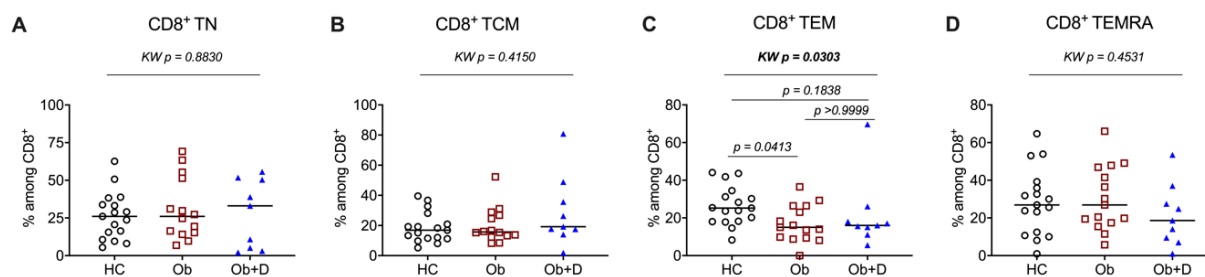 A
CD8⁺ TN
KW p = 0.8830
% among CD8⁺
100
75
50
25
0
HC
Ob
Ob+D
B
CD8⁺ TCM
KW p = 0.4150
% among CD8⁺
100
80
60
40
20
0
HC
Ob
Ob+D
C
CD8⁺ TEM
KW p = 0.0303
p = 0.1838
p >0.9999
p = 0.0413
% among CD8⁺
80
60
40
20
0
HC
Ob
Ob+D
D
CD8⁺ TEMRA
KW p = 0.4531
% among CD8⁺
80
60
40
20
0
HC
Ob
Ob+D